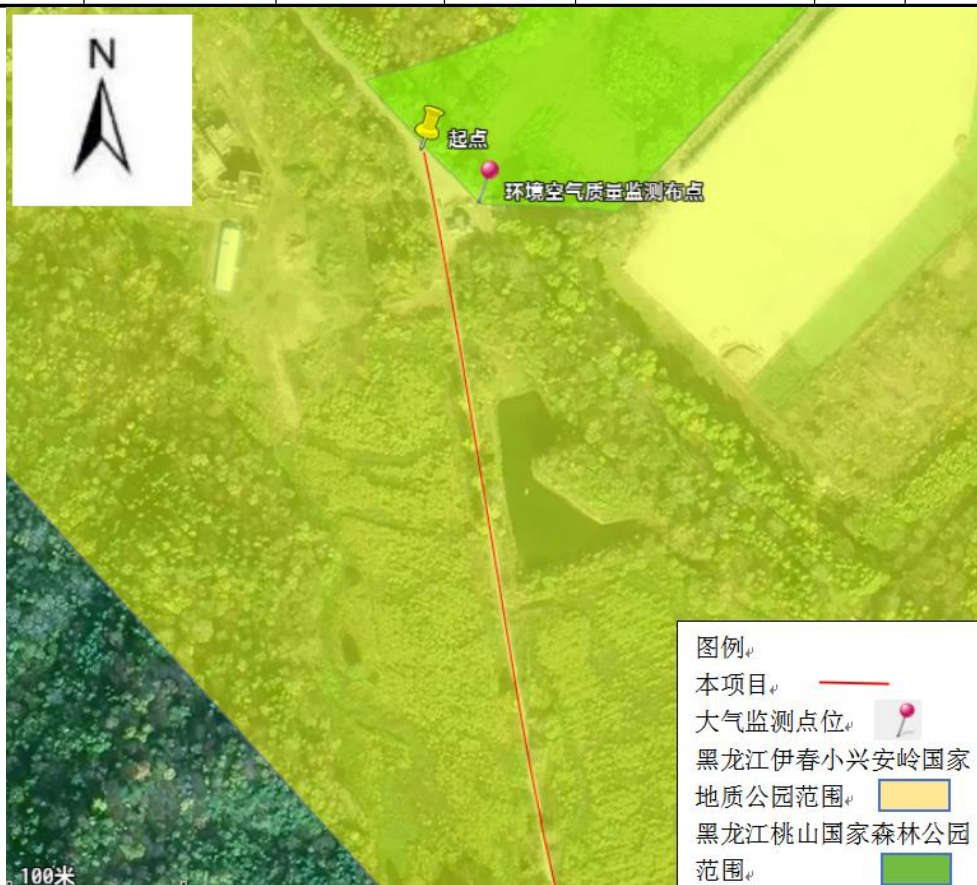 N
起点
环境空气质量监测布点
图例
本项目
大气监测点位
黑龙江伊春小兴安岭国家
地质公园范围
黑龙江桃山国家森林公园
范围
100米